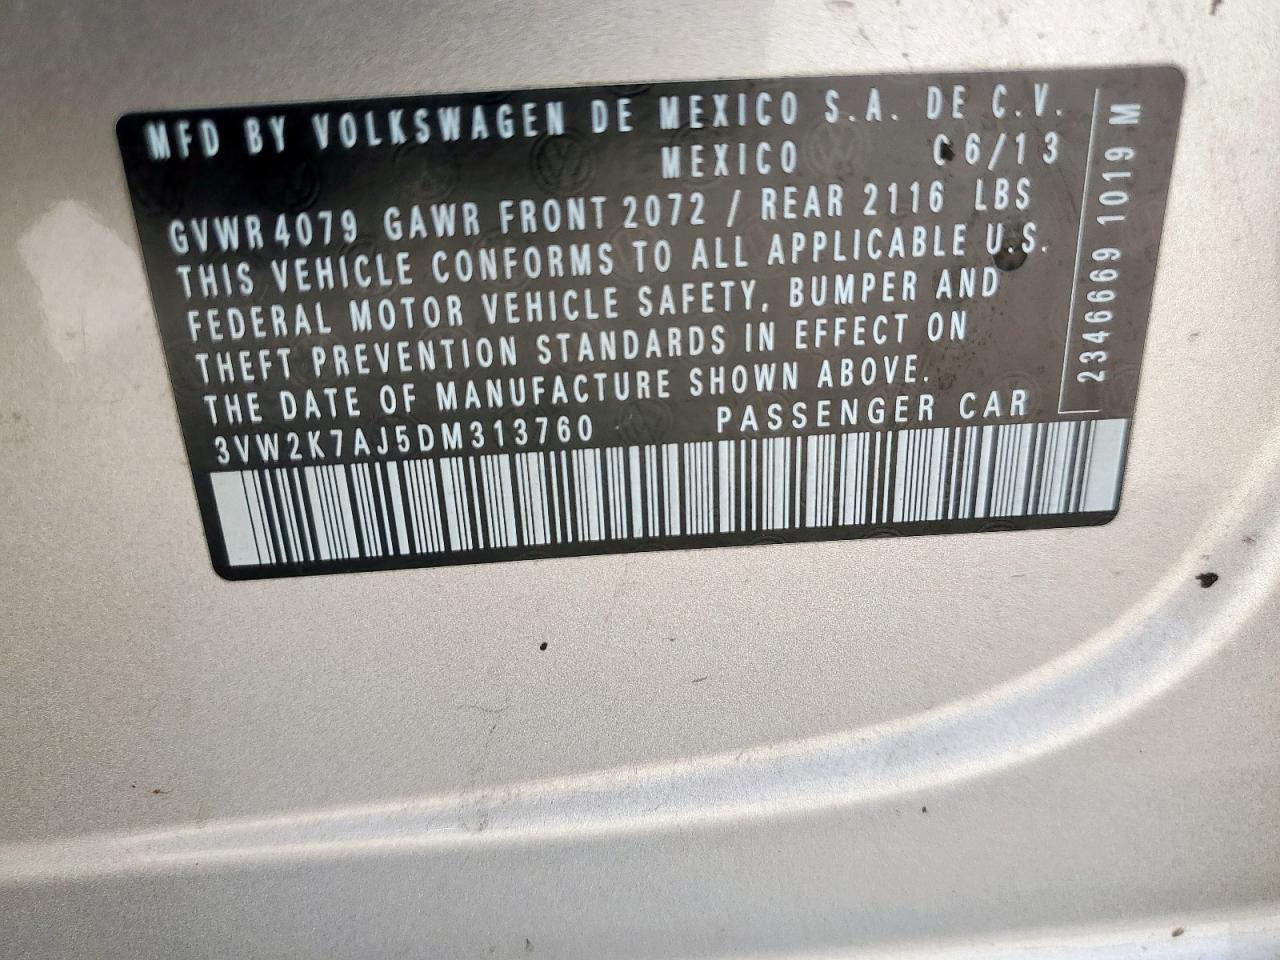 MFD BY VOLKSWAGEN DE MEXICO S.A. DE C.V.
MEXICO 06/13
GVWR 4079 GAWR FRONT 2072 / REAR 2116 LBS
THIS VEHICLE CONFORMS TO ALL APPLICABLE U.S.
FEDERAL MOTOR VEHICLE SAFETY, BUMPER AND
THEFT PREVENTION STANDARDS IN EFFECT ON
THE DATE OF MANUFACTURE SHOWN ABOVE.
3VW2K7AJ5DM313760 PASSENGER CAR
2346669 1019 M